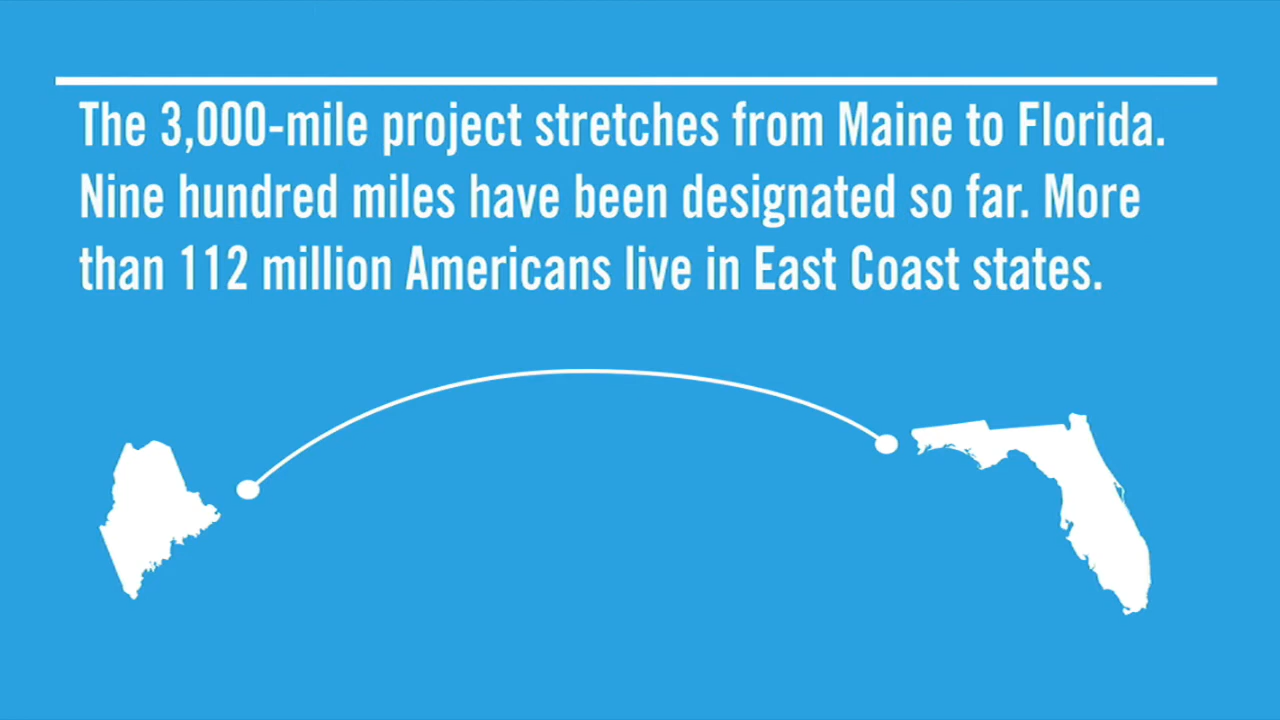 The 3,000-mile project stretches from Maine to Florida.
Nine hundred miles have been designated so far. More
than 112 million Americans live in East Coast states.